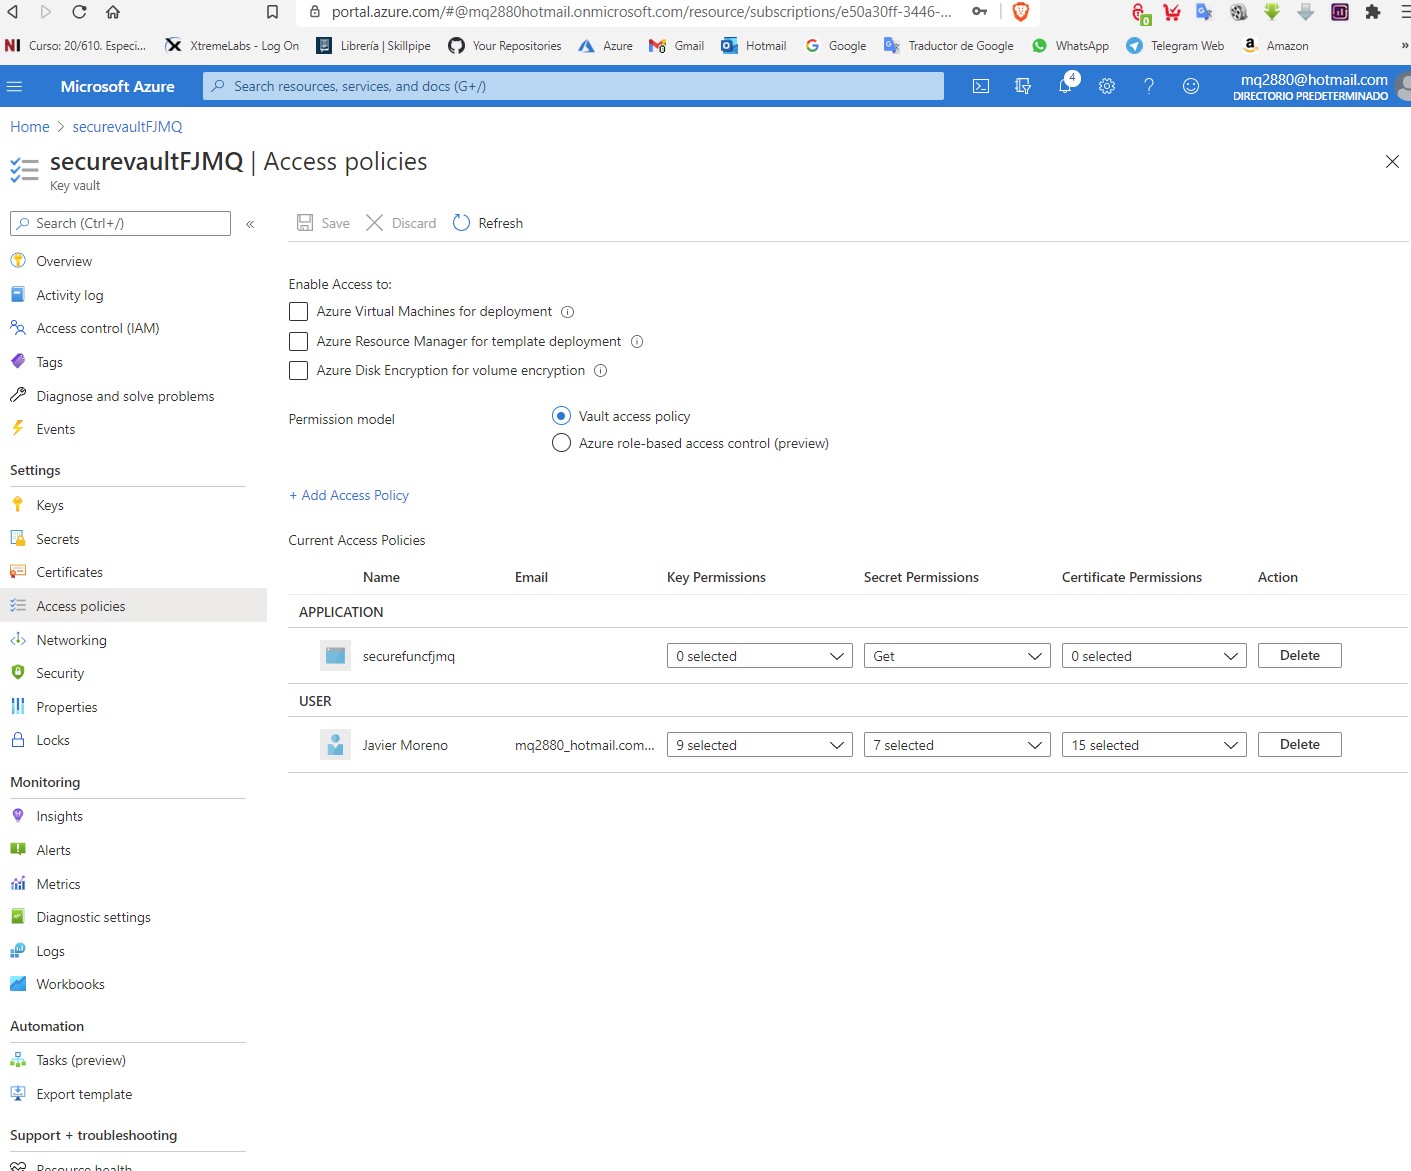 portal.azure.com/#@mq2880hotmail.onmicrosoft.com/resource/subscriptions/e50a30ff-3446-...
0
NI Curso: 20/610. Especi...
XtremeLabs - Log On
Librería | Skillpipe
Your Repositories
Azure
Gmail
Hotmail
Google
Traductor de Google
WhatsApp
Telegram Web
Amazon
»
Microsoft Azure
Search resources, services, and docs (G+/)
4
mq2880@hotmail.com
DIRECTORIO PREDETERMINADO
Home > securevaultFJMQ
securevaultFJMQ | Access policies
Key vault
Search (Ctrl+/)
«
Save
Discard
Refresh
Overview
Activity log
Access control (IAM)
Tags
Diagnose and solve problems
Events
Settings
Keys
Secrets
Certificates
Access policies
Networking
Security
Properties
Locks
Monitoring
Insights
Alerts
Metrics
Diagnostic settings
Logs
Workbooks
Automation
Tasks (preview)
Export template
Support + troubleshooting
Resource health
Enable Access to:
Azure Virtual Machines for deployment
Azure Resource Manager for template deployment
Azure Disk Encryption for volume encryption
Permission model
Vault access policy
Azure role-based access control (preview)
+ Add Access Policy
Current Access Policies
Name Email Key Permissions Secret Permissions Certificate Permissions Action
APPLICATION
securefuncfjmq 0 selected Get 0 selected Delete
USER
Javier Moreno mq2880_hotmail.com... 9 selected 7 selected 15 selected Delete